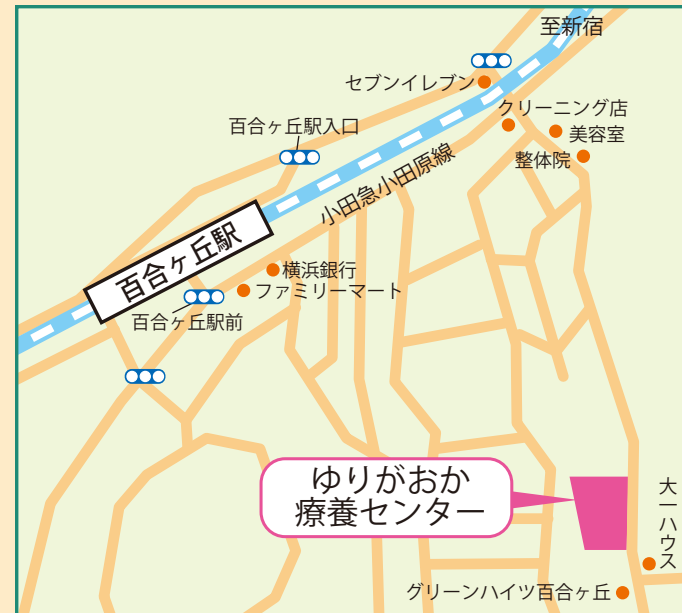 至新宿
セブンイレブン
クリーニング店
百合ヶ丘駅入口
美容室
整体院
小田急小田原線
百合ヶ丘駅
横浜銀行
ファミリーマート
百合ヶ丘駅前
ゆりがおか
療養センター
大一ハウス
グリーンハイツ百合ヶ丘